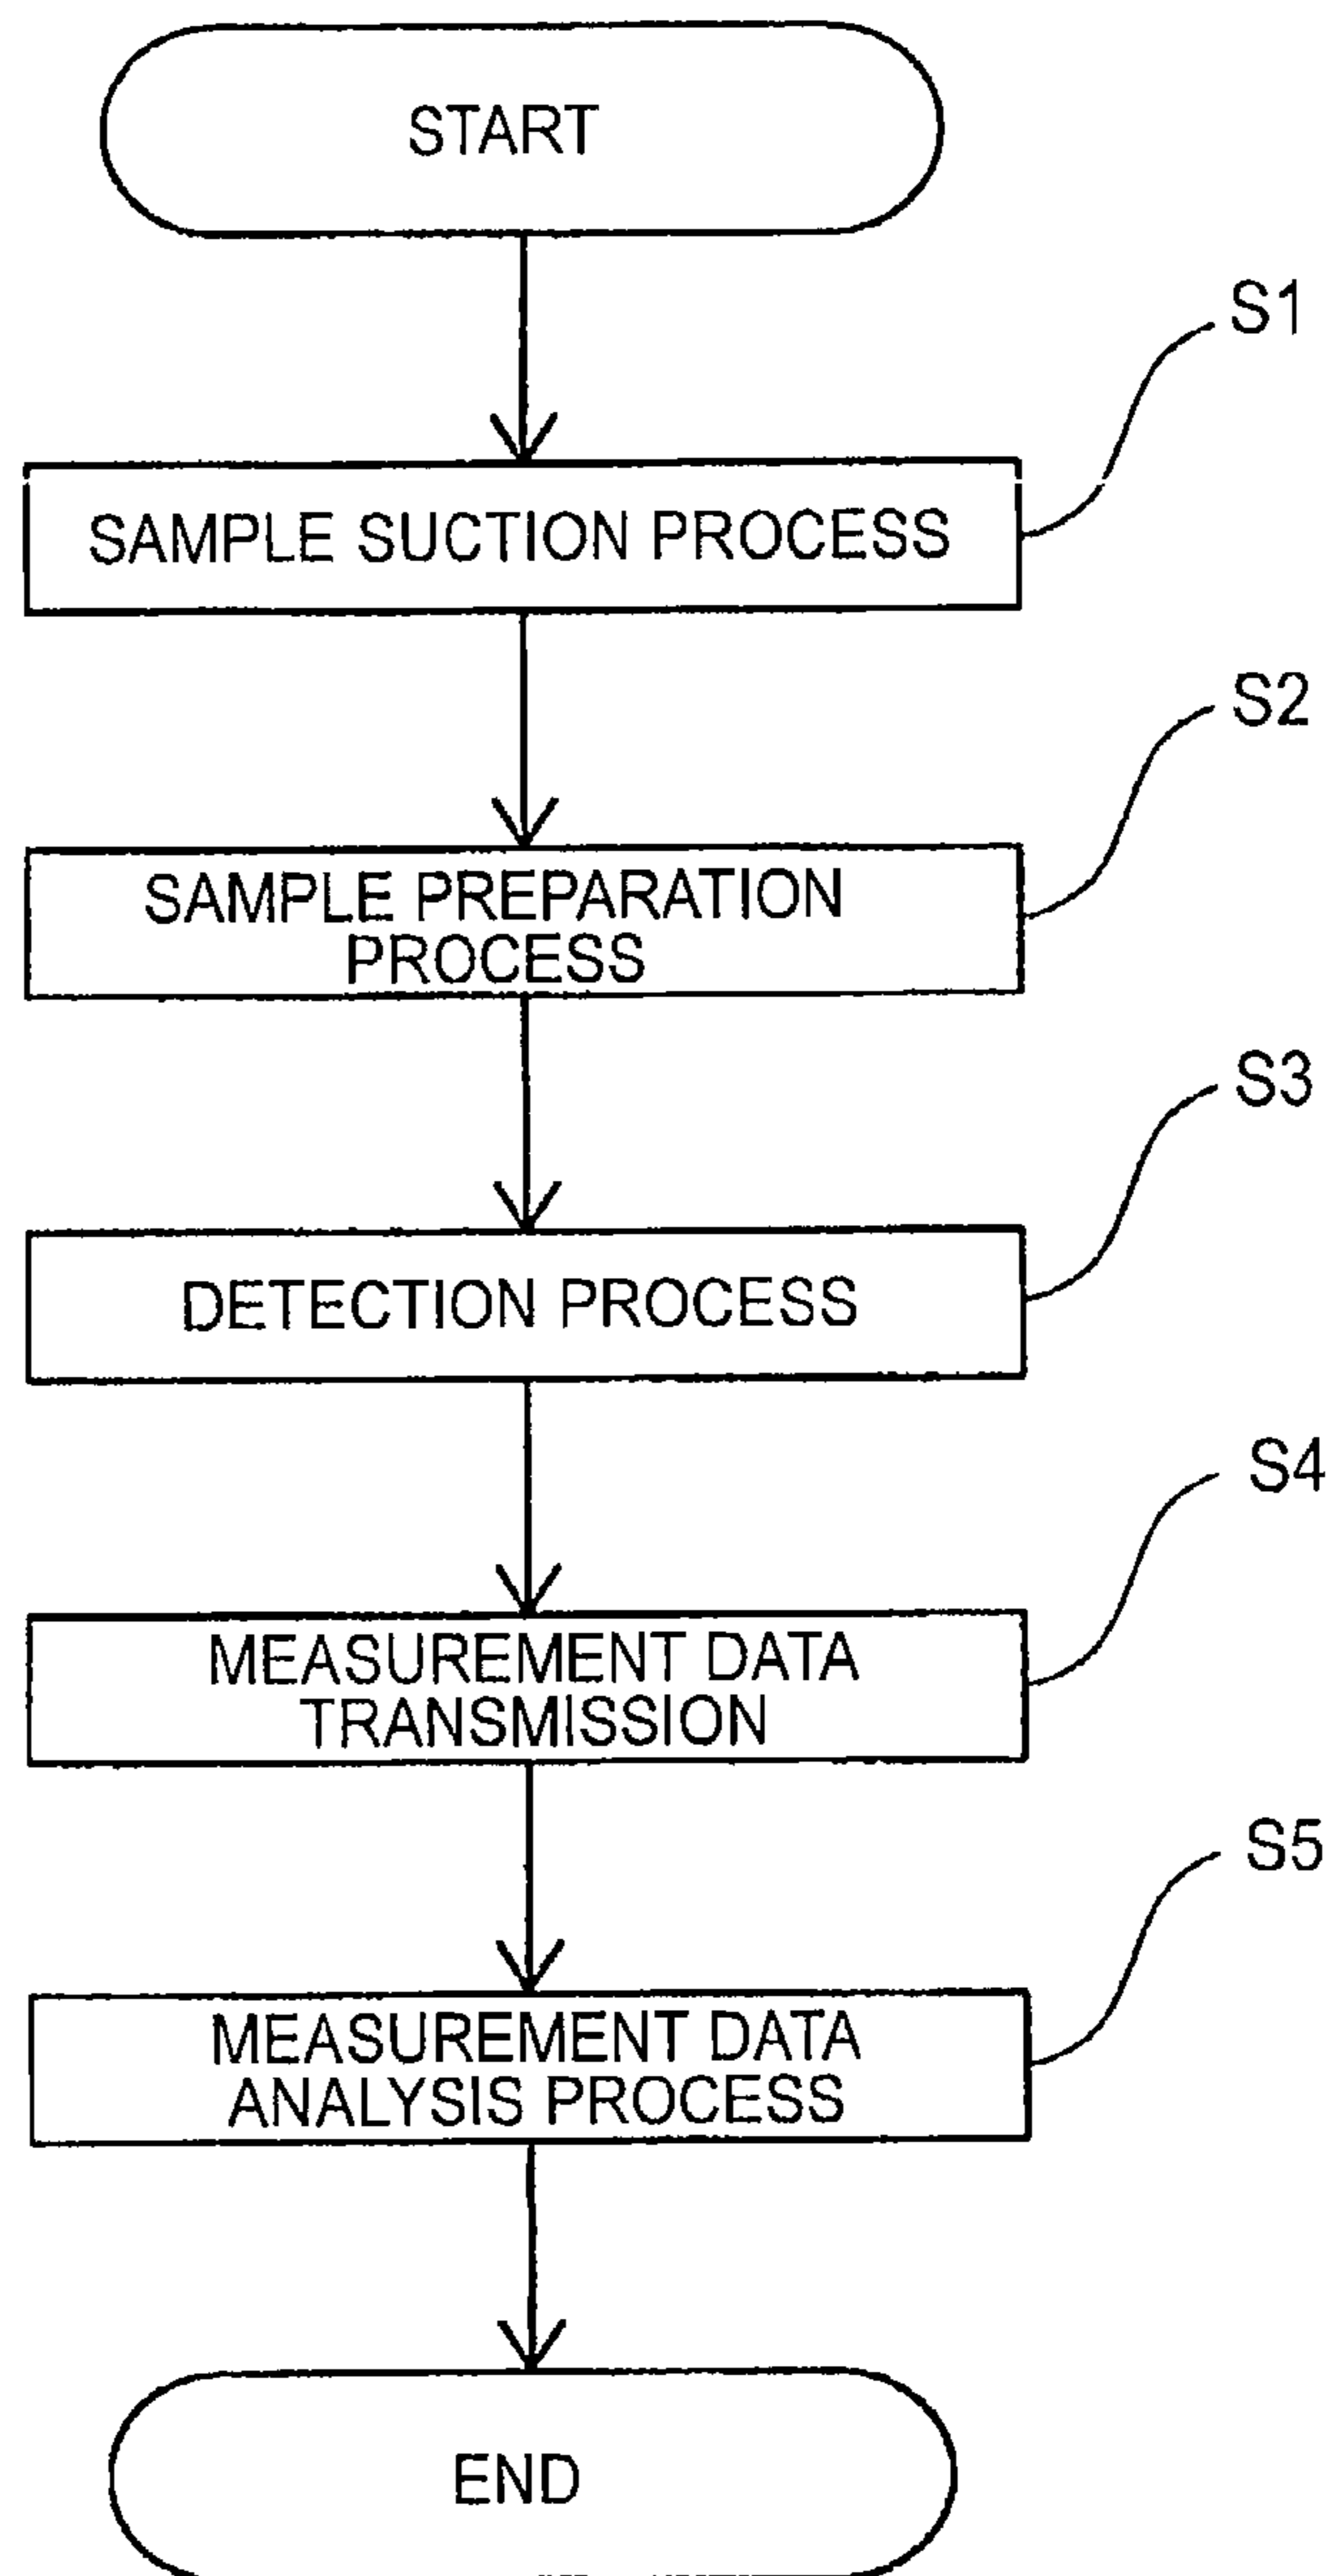 START
S1
SAMPLE SUCTION PROCESS
S2
SAMPLE PREPARATION
PROCESS
S3
DETECTION PROCESS
S4
MEASUREMENT DATA
TRANSMISSION
S5
MEASUREMENT DATA
ANALYSIS PROCESS
END